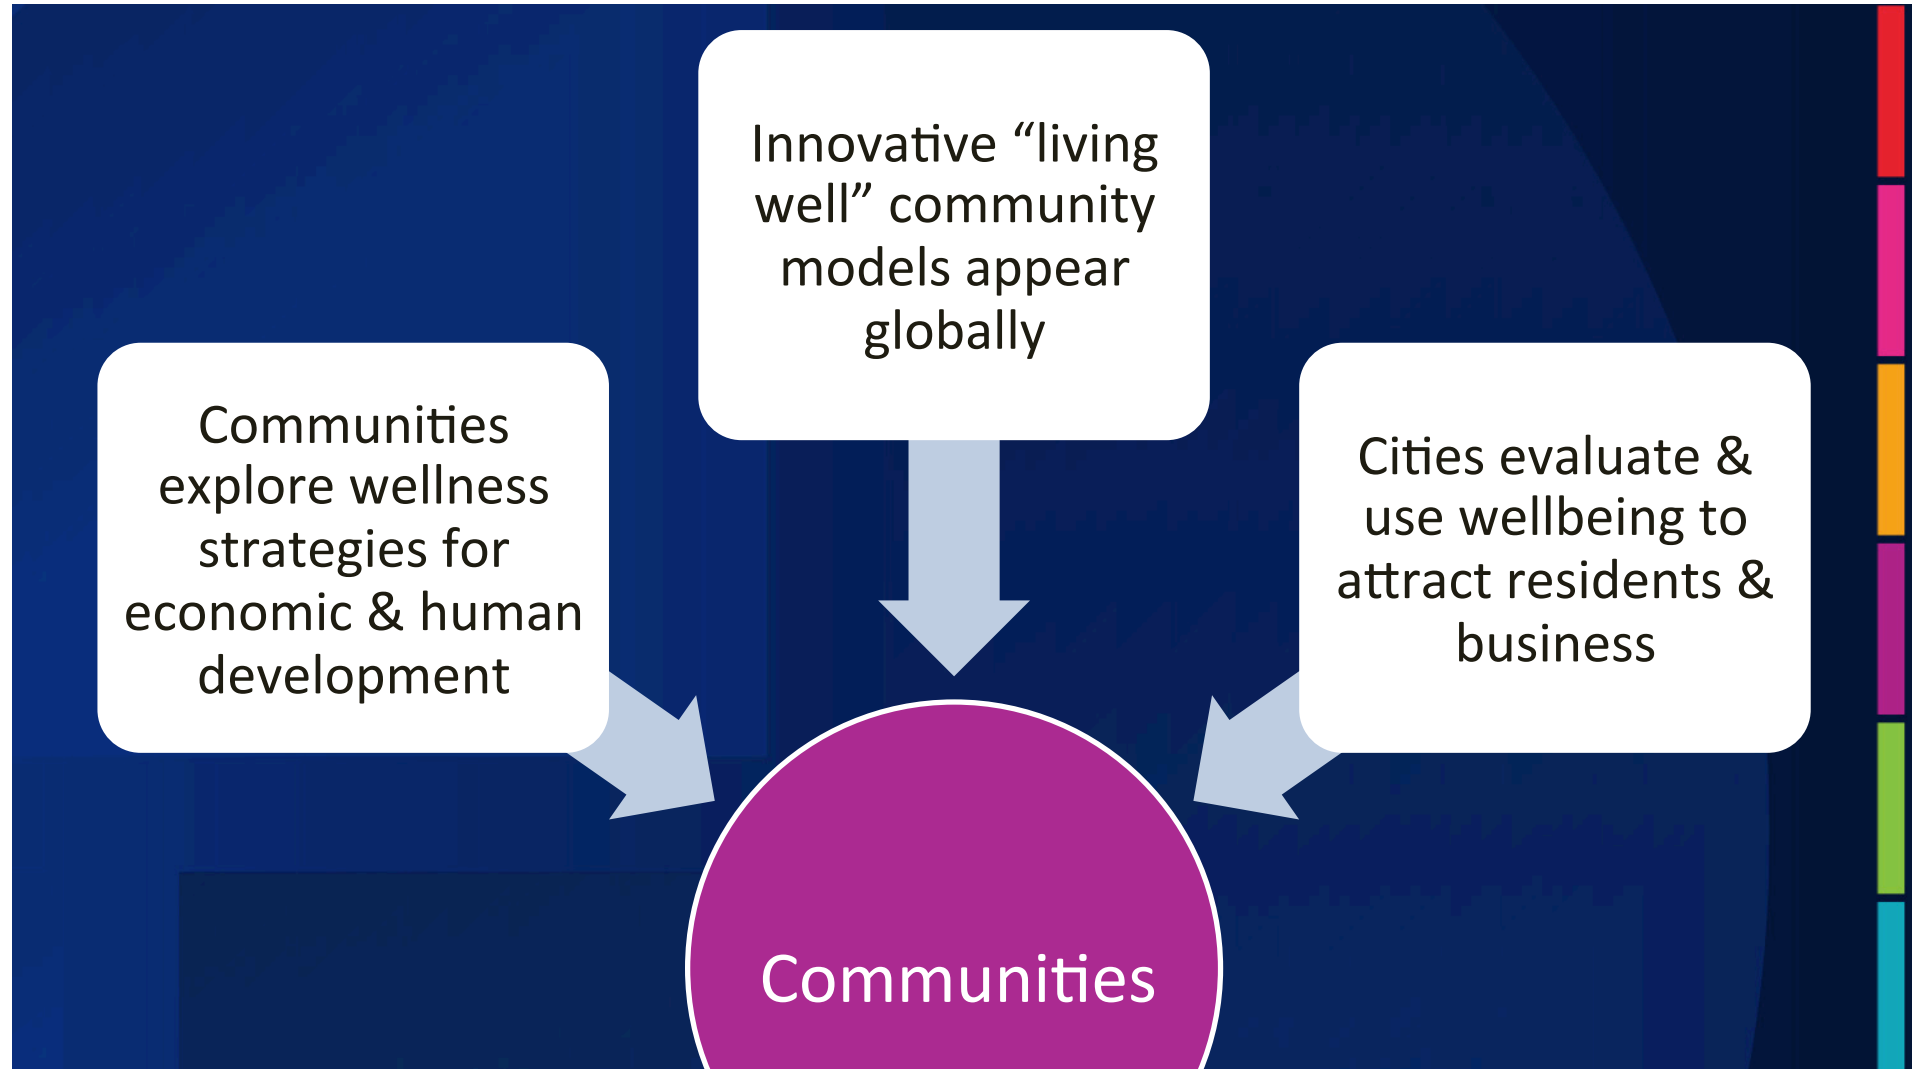 Innovative “living
well” community
models appear
globally
Communities
explore wellness
strategies for
economic & human
development
Cities evaluate &
use wellbeing to
attract residents &
business
Communities